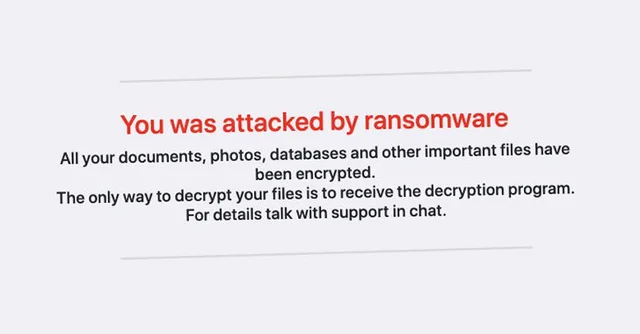 You was attacked by ransomware
All your documents, photos, databases and other important files have
been encrypted.
The only way to decrypt your files is to receive the decryption program.
For details talk with support in chat.